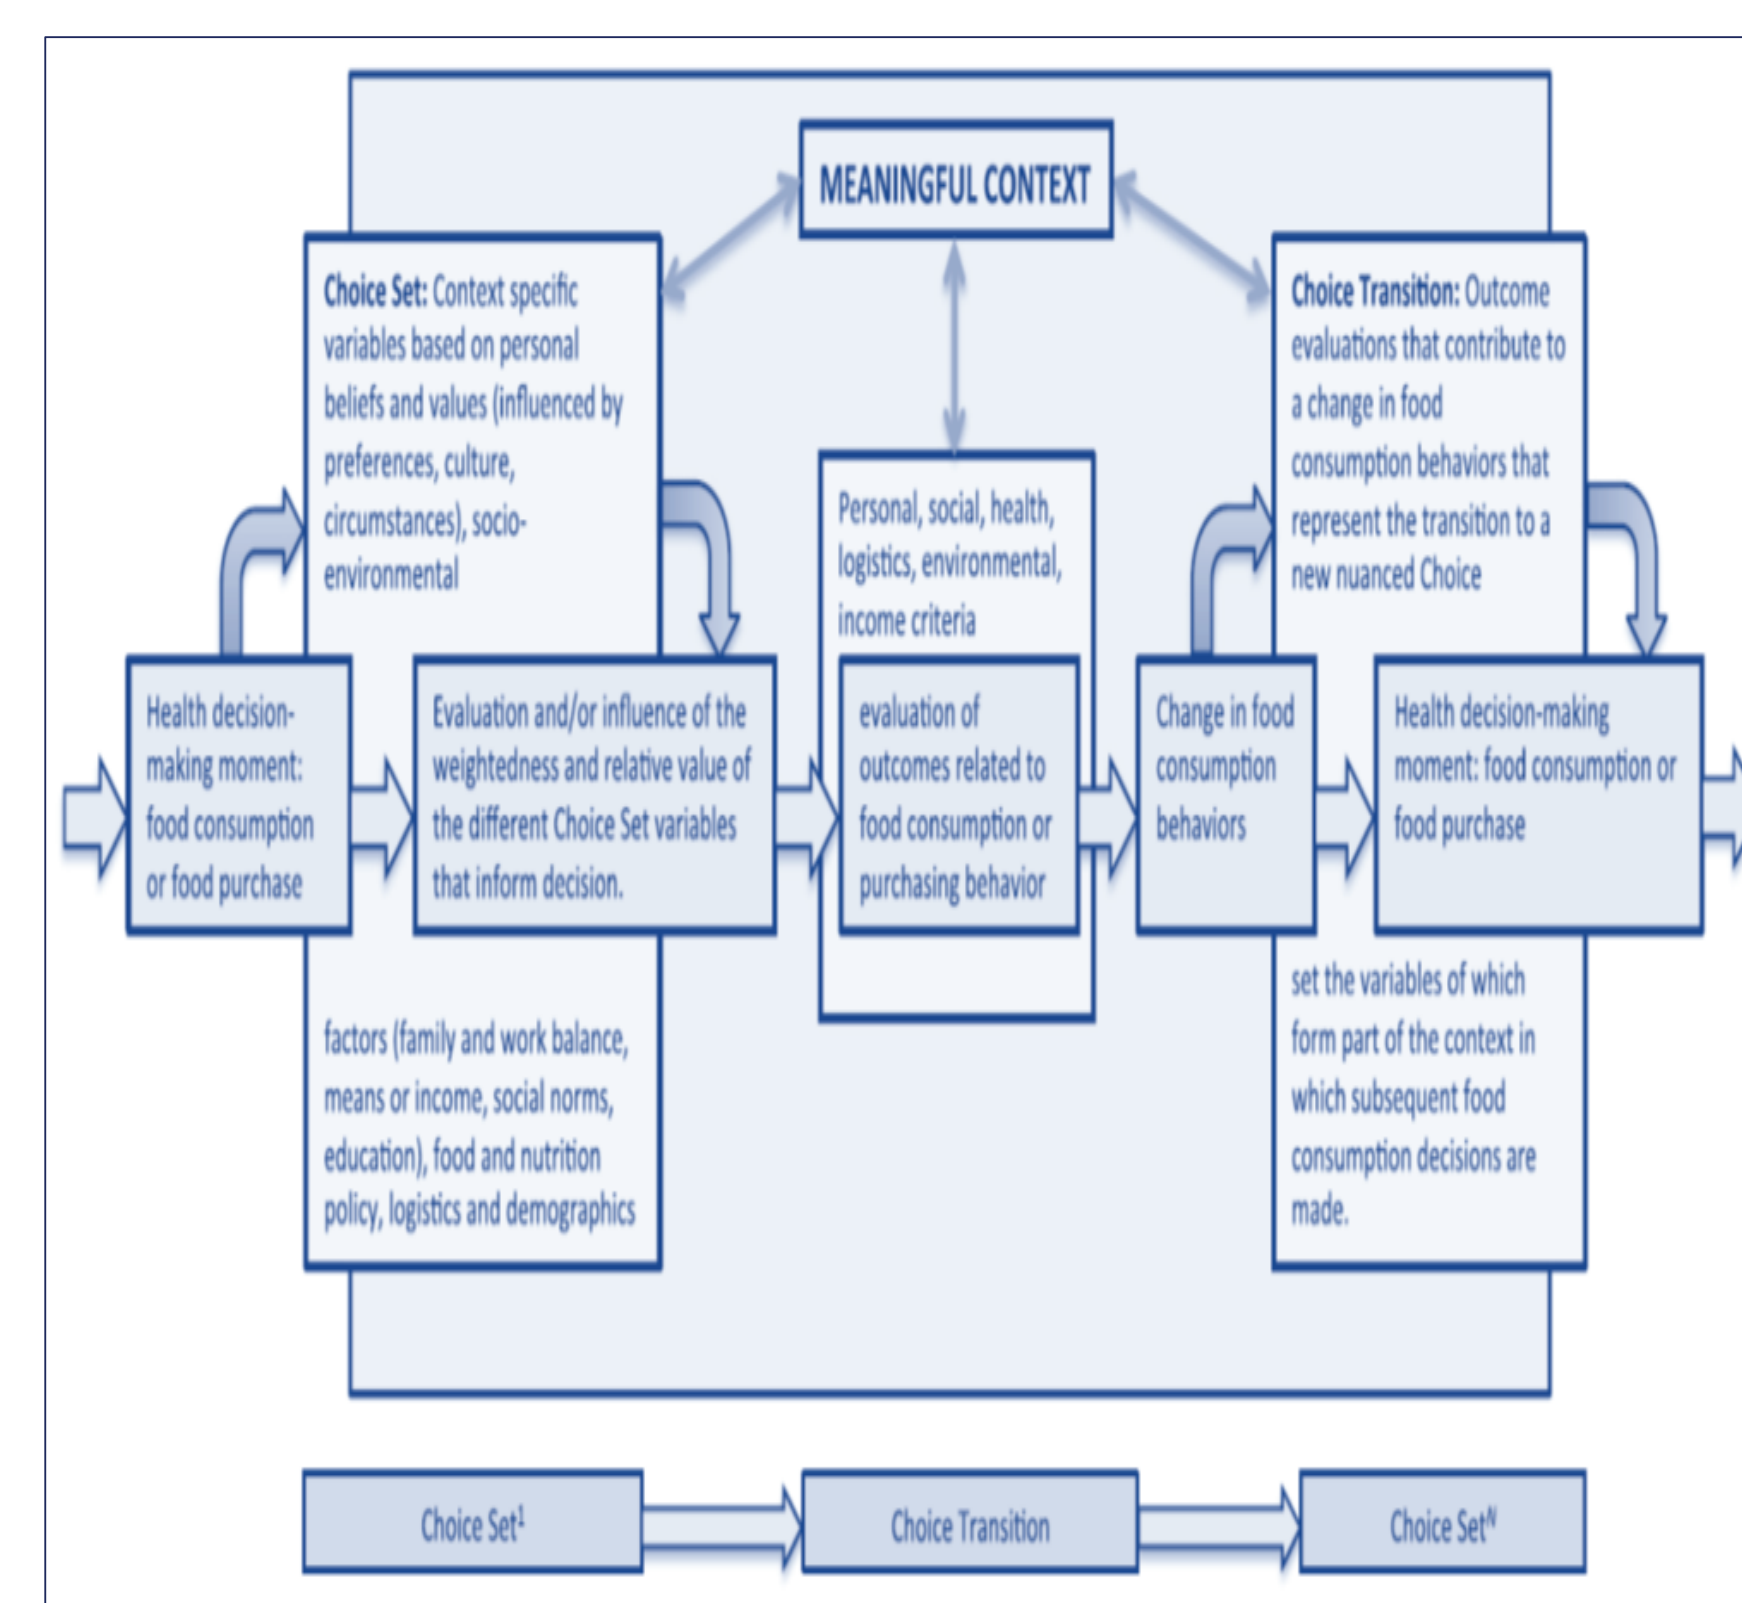 MEANINGFUL CONTEXT
Choice Set: Context specific
variables based on personal
beliefs and values (influenced by
preferences, culture,
circumstances), socio-
environmental
factors (family and work balance,
means or income, social norms,
education), food and nutrition
policy, logistics and demographics
Personal, social, health,
logistics, environmental,
income criteria
Choice Transition: Outcome
evaluations that contribute to
a change in food
consumption behaviors that
represent the transition to a
new nuanced Choice
set the variables of which
form part of the context in
which subsequent food
consumption decisions are
made.
Health decision-
making moment:
food consumption
or food purchase
Evaluation and/or influence of the
weightedness and relative value of
the different Choice Set variables
that inform decision.
evaluation of
outcomes related to
food consumption or
purchasing behavior
Change in food
consumption
behaviors
Health decision-making
moment: food consumption or
food purchase
Choice Set¹
Choice Transition
Choice Setᴺ